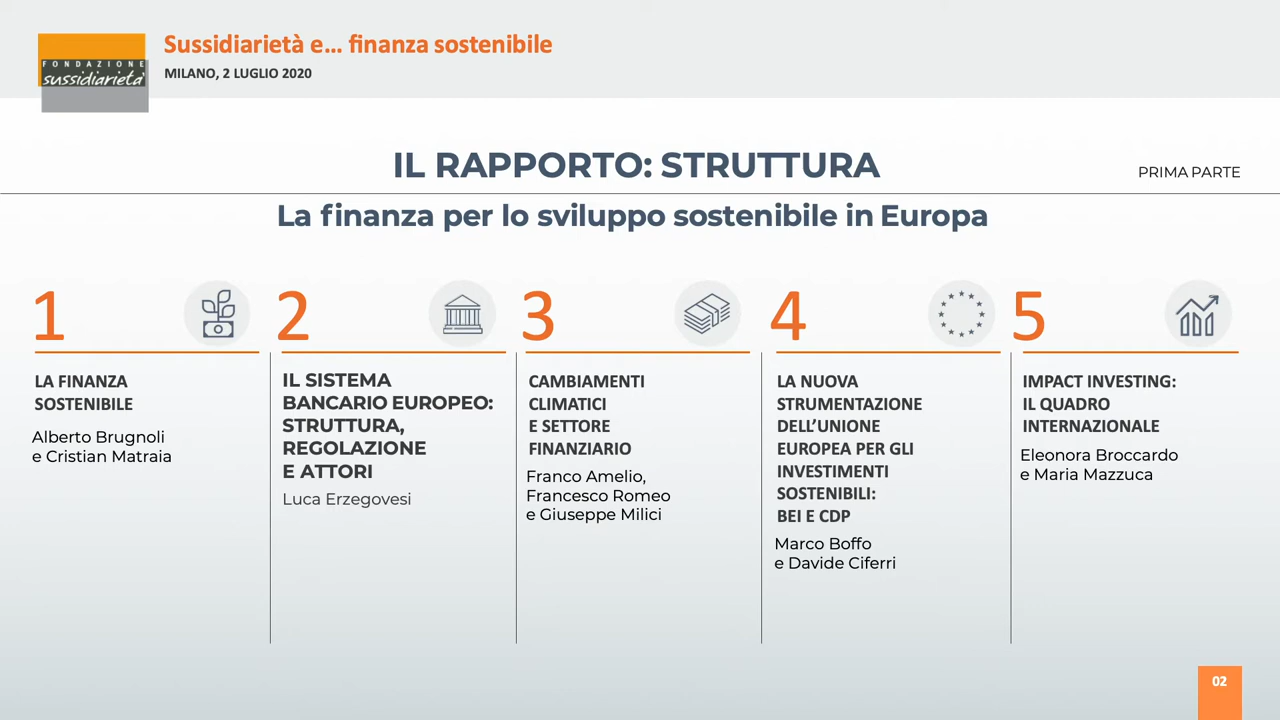 FONDAZIONE
sussidiarietà
Sussidiarietà e... finanza sostenibile
MILANO, 2 LUGLIO 2020
IL RAPPORTO: STRUTTURA
PRIMA PARTE
La finanza per lo sviluppo sostenibile in Europa
1
LA FINANZA
SOSTENIBILE
Alberto Brugnoli
e Cristian Matraia
2
IL SISTEMA
BANCARIO EUROPEO:
STRUTTURA,
REGOLAZIONE
E ATTORI
Luca Erzegovesi
3
CAMBIAMENTI
CLIMATICI
E SETTORE
FINANZIARIO
Franco Amelio,
Francesco Romeo
e Giuseppe Milici
4
LA NUOVA
STRUMENTAZIONE
DELL’UNIONE
EUROPEA PER GLI
INVESTIMENTI
SOSTENIBILI:
BEI E CDP
Marco Boffo
e Davide Ciferri
5
IMPACT INVESTING:
IL QUADRO
INTERNAZIONALE
Eleonora Broccardo
e Maria Mazzuca
02